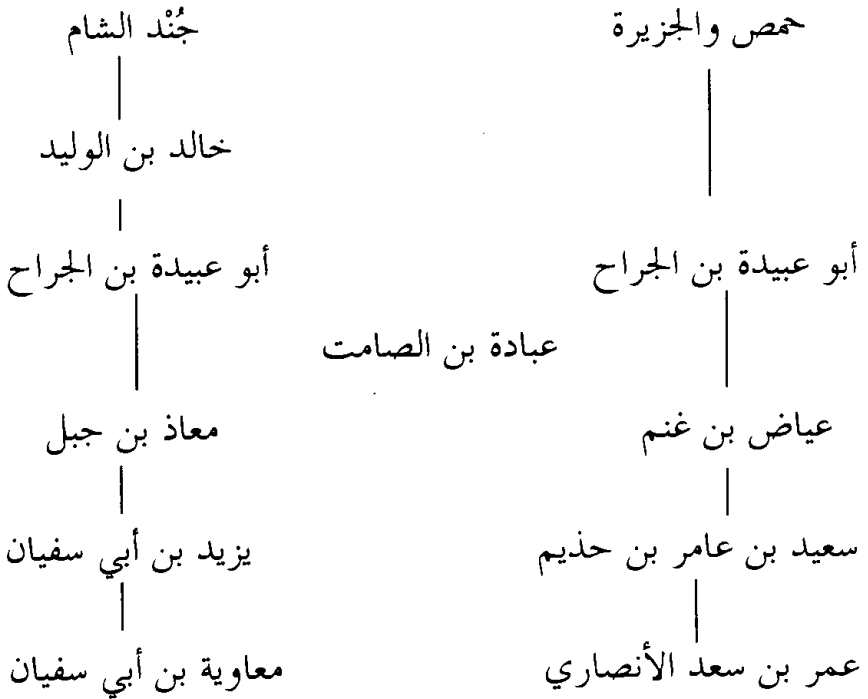 حمص والجزيرة
أبو عبيدة بن الجراح
عياض بن غنم
سعيد بن عامر بن حذيم
عمر بن سعد الأنصاري
عبادة بن الصامت
جُنْد الشام
خالد بن الوليد
أبو عبيدة بن الجراح
معاذ بن جبل
يزيد بن أبي سفيان
معاوية بن أبي سفيان